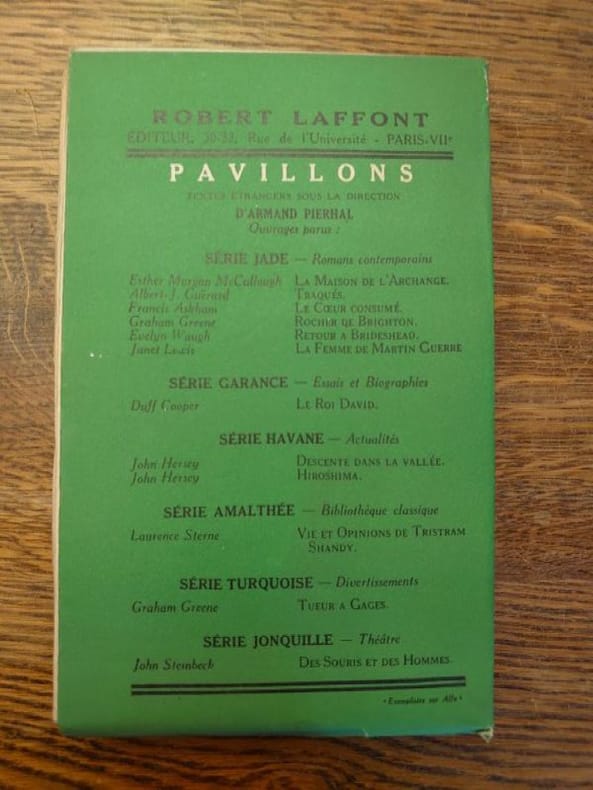 ROBERT LAFFONT
EDITEUR, 30-32, Rue de l'Université - PARIS-VIIe
PAVILLONS
TEXTES ÉTRANGERS SOUS LA DIRECTION
D'ARMAND PIERHAL
Ouvrages parus :
SÉRIE JADE — Romans contemporains
Esther Morgan McCullough LA MAISON DE L'ARCHANGE.
Albert-J. Guérard TRAQUÉS.
Francis Askham LE CŒUR CONSUMÉ.
Graham Greene ROCHER DE BRIGHTON.
Evelyn Waugh RETOUR A BRIDESHEAD.
Janet Lewis LA FEMME DE MARTIN GUERRE
SÉRIE GARANCE — Essais et Biographies
Duff Cooper LE ROI DAVID.
SÉRIE HAVANE — Actualités
John Hersey DESCENTE DANS LA VALLÉE.
John Hersey HIROSHIMA.
SÉRIE AMALTHÉE — Bibliothèque classique
Laurence Sterne VIE ET OPINIONS DE TRISTRAM
SHANDY.
SÉRIE TURQUOISE — Divertissements
Graham Greene TUEUR A GAGES.
SÉRIE JONQUILLE — Théâtre
John Steinbeck DES SOURIS ET DES HOMMES.
"Exemplaire sur Alfa"